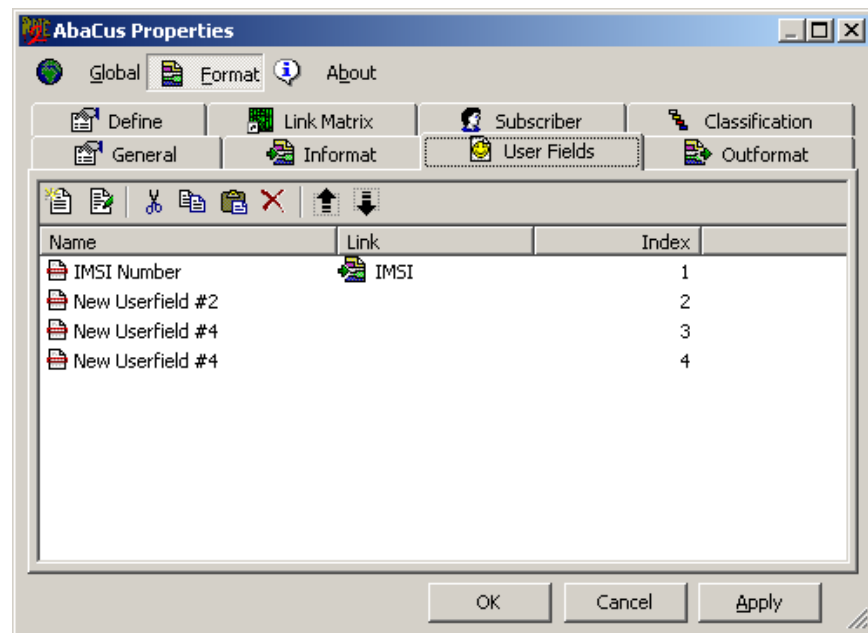 AbaCus Properties
Global Format About
Define Link Matrix Subscriber Classification
General Informat User Fields Outformat
Name Link Index
IMSI Number IMSI 1
New Userfield #2 2
New Userfield #4 3
New Userfield #4 4
OK Cancel Apply